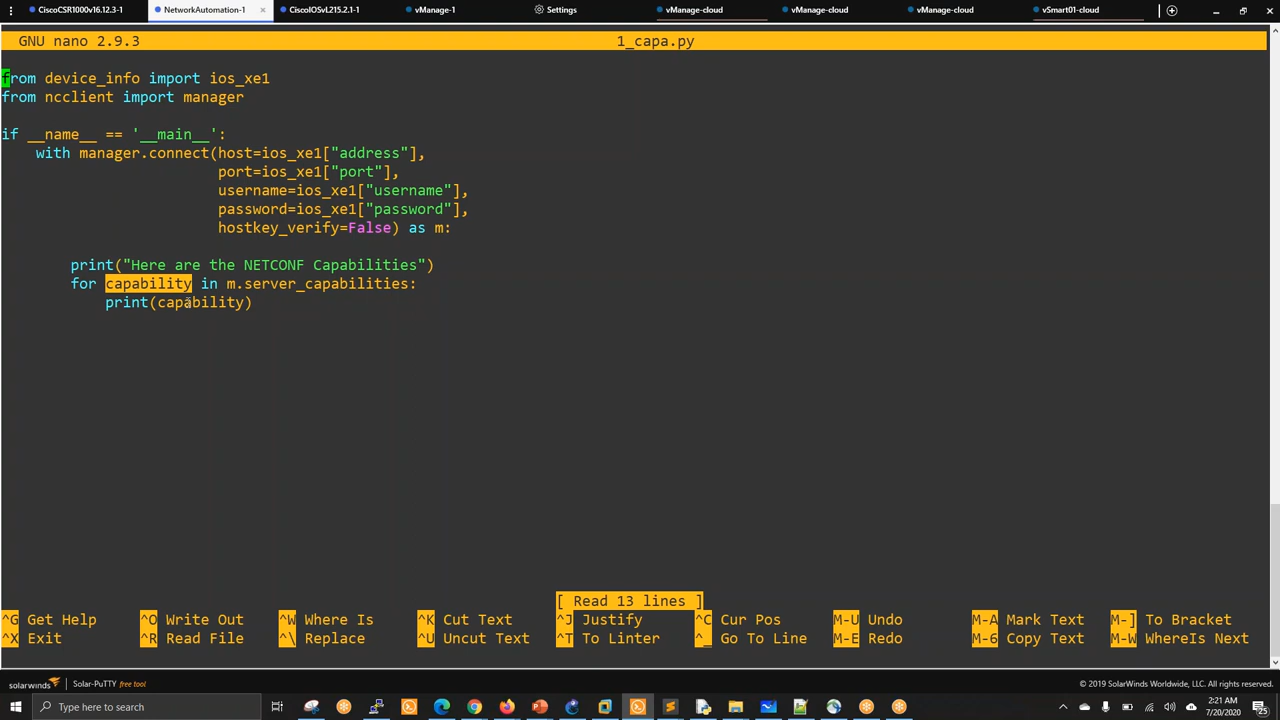 CiscoCSR1000v16.12.3-1 NetworkAutomation-1 CiscoIOSvL215.2.1-1 vManage-1 Settings vManage-cloud vManage-cloud vManage-cloud vSmart01-cloud
GNU nano 2.9.3 1_capa.py
from device_info import ios_xe1
from ncclient import manager
if __name__ == '__main__':
with manager.connect(host=ios_xe1["address"],
port=ios_xe1["port"],
username=ios_xe1["username"],
password=ios_xe1["password"],
hostkey_verify=False) as m:
print("Here are the NETCONF Capabilities")
for capability in m.server_capabilities:
print(capability)
[ Read 13 lines ]
^G Get Help ^O Write Out ^W Where Is ^K Cut Text ^J Justify ^C Cur Pos M-U Undo M-A Mark Text M-] To Bracket
^X Exit ^R Read File ^\ Replace ^U Uncut Text ^T To Linter ^_ Go To Line M-E Redo M-6 Copy Text M-W WhereIs Next
solarwinds Solar-PuTTY free tool © 2019 SolarWinds Worldwide, LLC. All rights reserved.
Type here to search
2:21 AM
7/20/2020
25